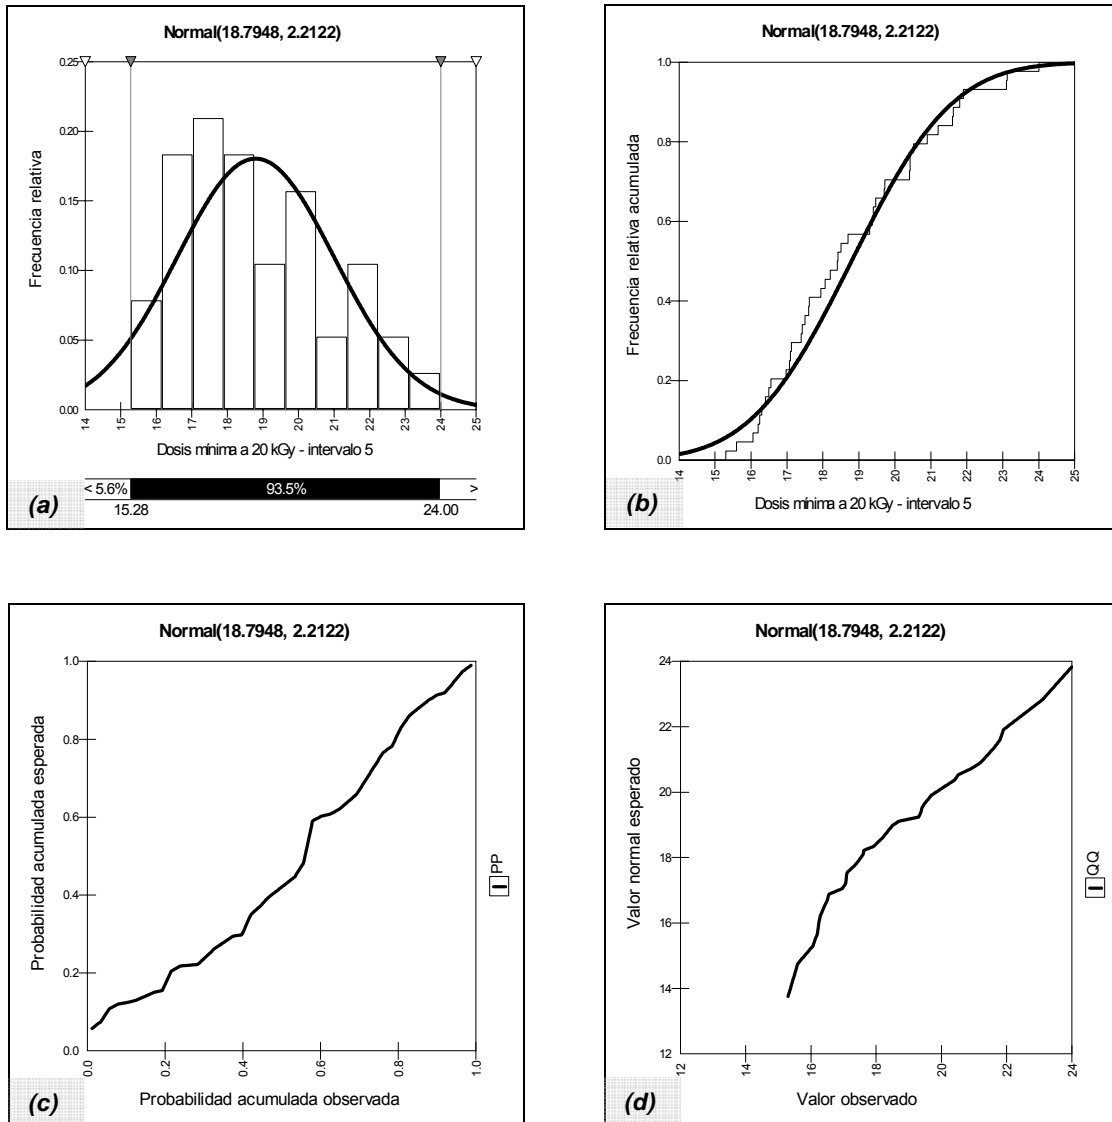 Normal(18.7948, 2.2122)
0.25
0.20
0.15
0.10
0.05
0.00
Frecuencia relativa
14 15 16 17 18 19 20 21 22 23 24 25
Dosis mínima a 20 kGy - intervalo 5
< 5.6% 93.5% >
15.28 24.00
(a)
Normal(18.7948, 2.2122)
1.0
0.8
0.6
0.4
0.2
0.0
Frecuencia relativa acumulada
14 15 16 17 18 19 20 21 22 23 24 25
Dosis mínima a 20 kGy - intervalo 5
(b)
Normal(18.7948, 2.2122)
1.0
0.8
0.6
0.4
0.2
0.0
Probabilidad acumulada esperada
0.0 0.2 0.4 0.6 0.8 1.0
Probabilidad acumulada observada
PP
(c)
Normal(18.7948, 2.2122)
24
22
20
18
16
14
12
Valor normal esperado
12 14 16 18 20 22 24
Valor observado
QQ
(d)